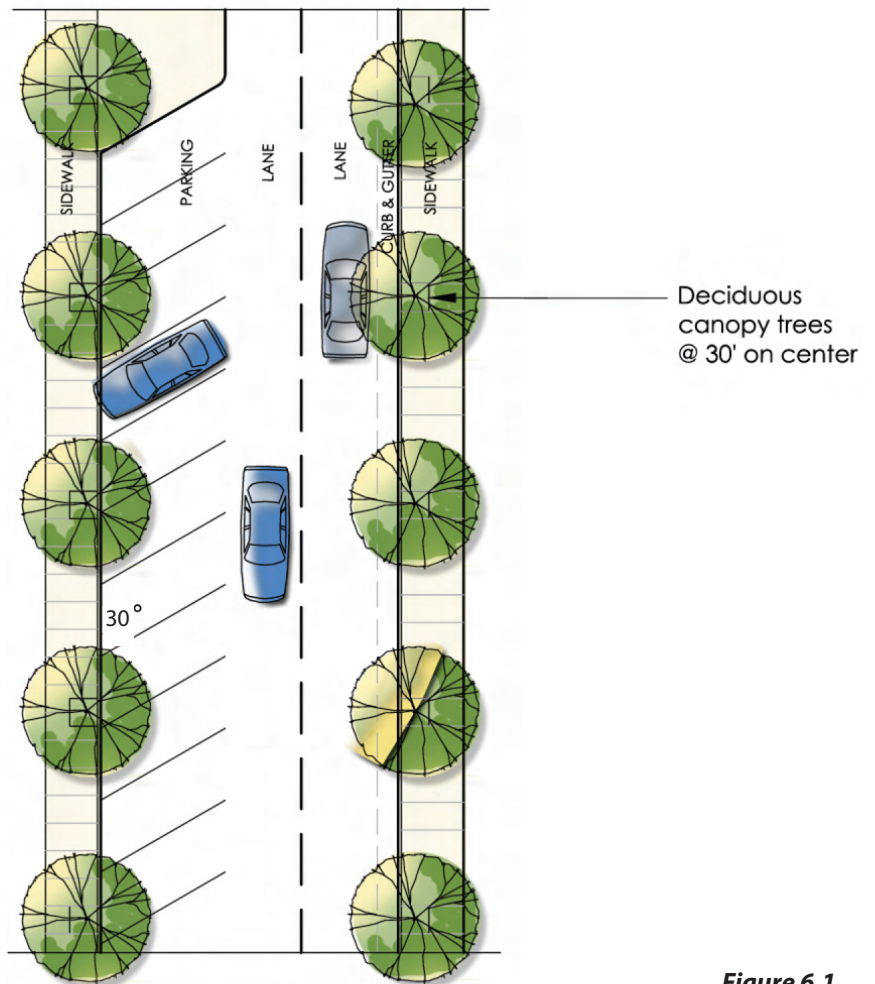 SIDEWALK
PARKING
LANE
LANE
CURB & GUTTER
SIDEWALK
Deciduous
canopy trees
@ 30' on center
30°
Figure 6.1